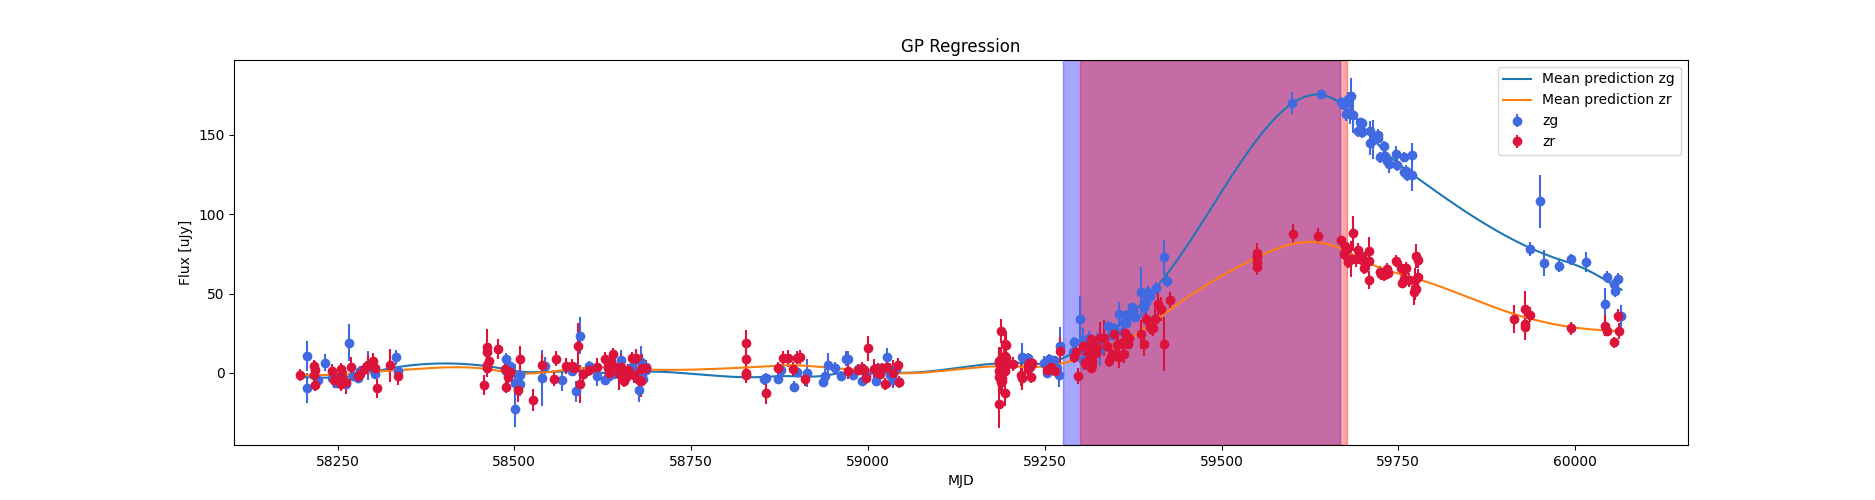 GP Regression
Flux [uJy]
150
100
50
0
Mean prediction zg
Mean prediction zr
zg
zr
58250
58500
58750
59000
59250
59500
59750
60000
MJD